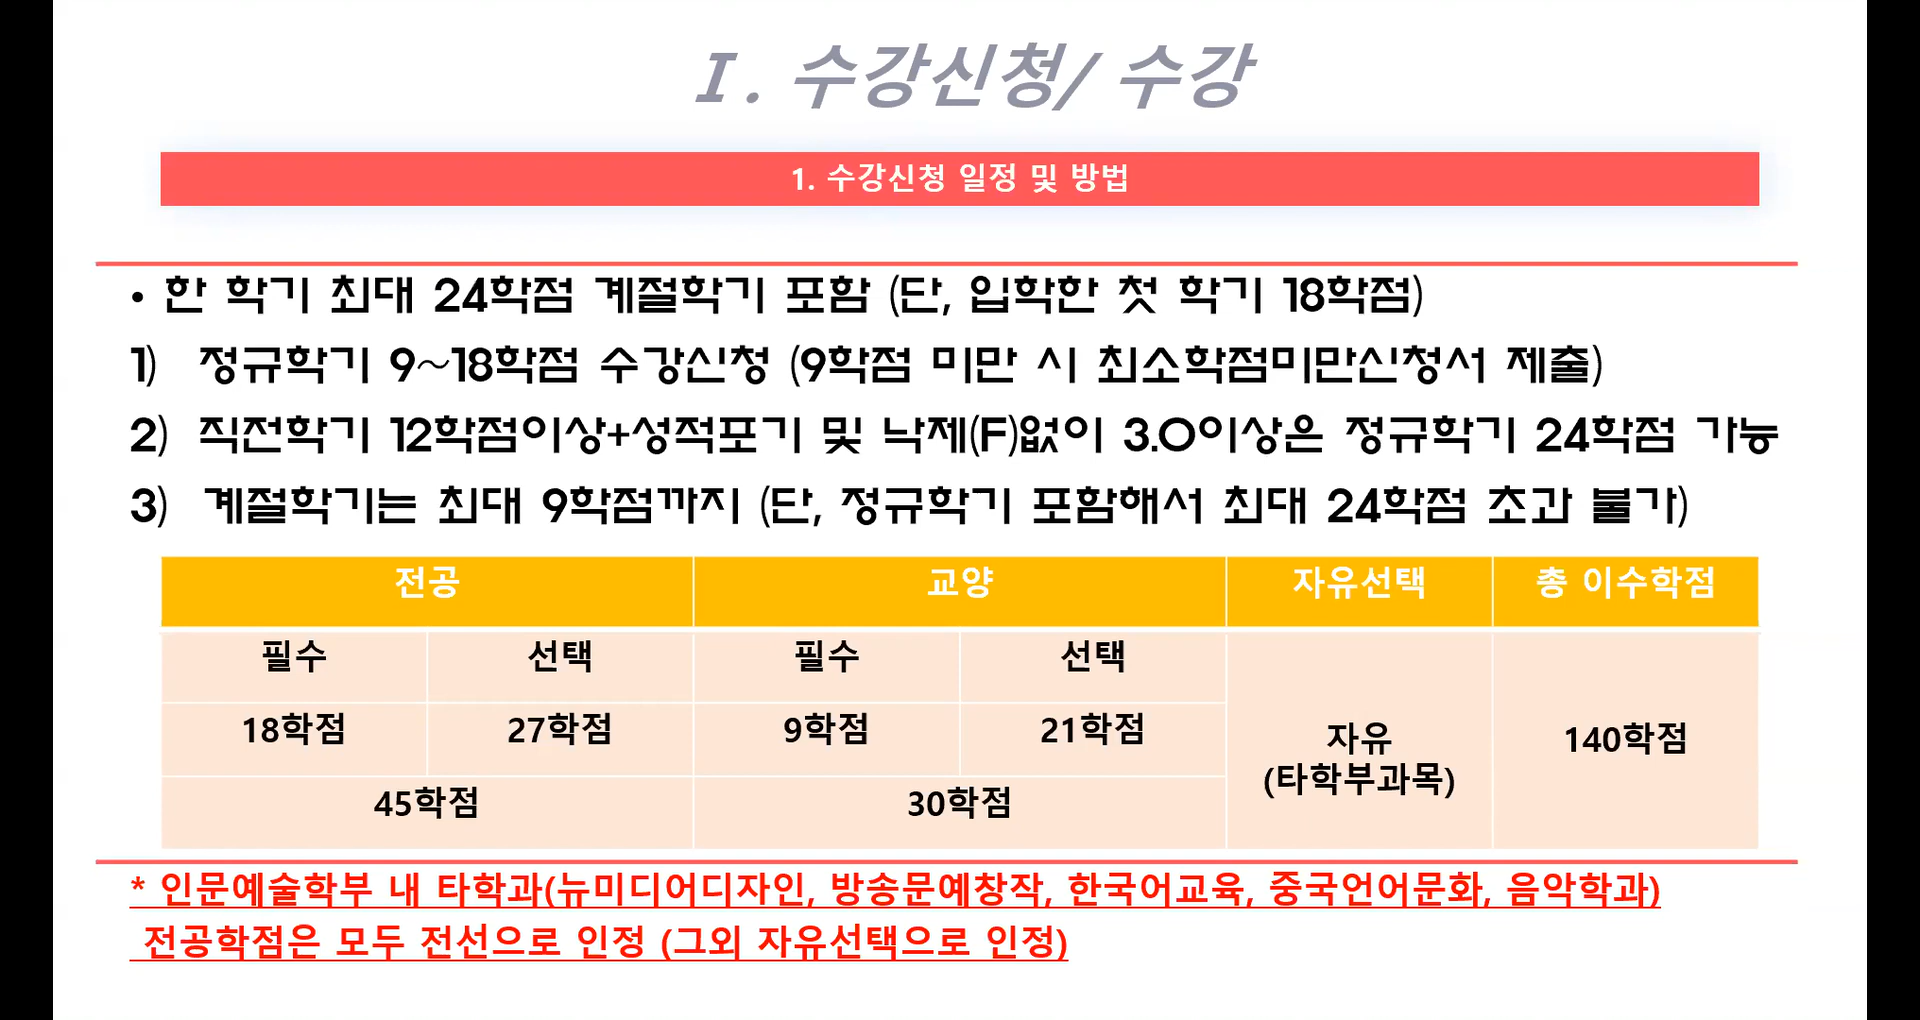 I. 수강신청/ 수강
1. 수강신청 일정 및 방법
• 한 학기 최대 24학점 계절학기 포함 (단, 입학한 첫 학기 18학점)
1) 정규학기 9~18학점 수강신청 (9학점 미만 시 최소학점미만신청서 제출)
2) 직전학기 12학점이상+성적포기 및 낙제(F)없이 3.0이상은 정규학기 24학점 가능
3) 계절학기는 최대 9학점까지 (단, 정규학기 포함해서 최대 24학점 초과 불가)
전공 교양 자유선택 총 이수학점
필수 선택 필수 선택
18학점 27학점 9학점 21학점
자유 140학점
(타학부과목)
45학점 30학점
* 인문예술학부 내 타학과(뉴미디어디자인, 방송문예창작, 한국어교육, 중국언어문화, 음악학과)
전공학점은 모두 전선으로 인정 (그외 자유선택으로 인정)